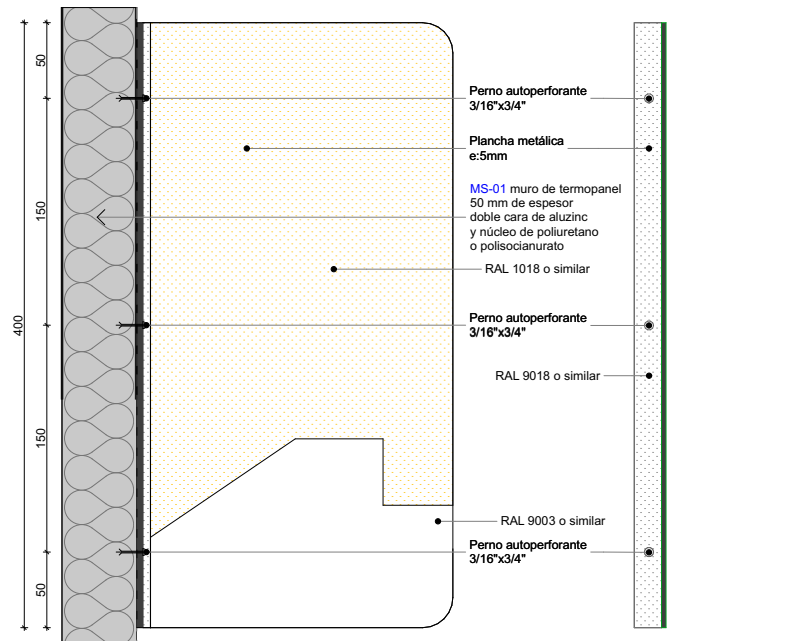 50
150
400
150
50
Perno autoperforante
3/16"x3/4"
Plancha metálica
e:5mm
MS-01 muro de termopanel
50 mm de espesor
doble cara de aluzinc
y núcleo de poliuretano
o polisocianurato
RAL 1018 o similar
Perno autoperforante
3/16"x3/4"
RAL 9018 o similar
RAL 9003 o similar
Perno autoperforante
3/16"x3/4"